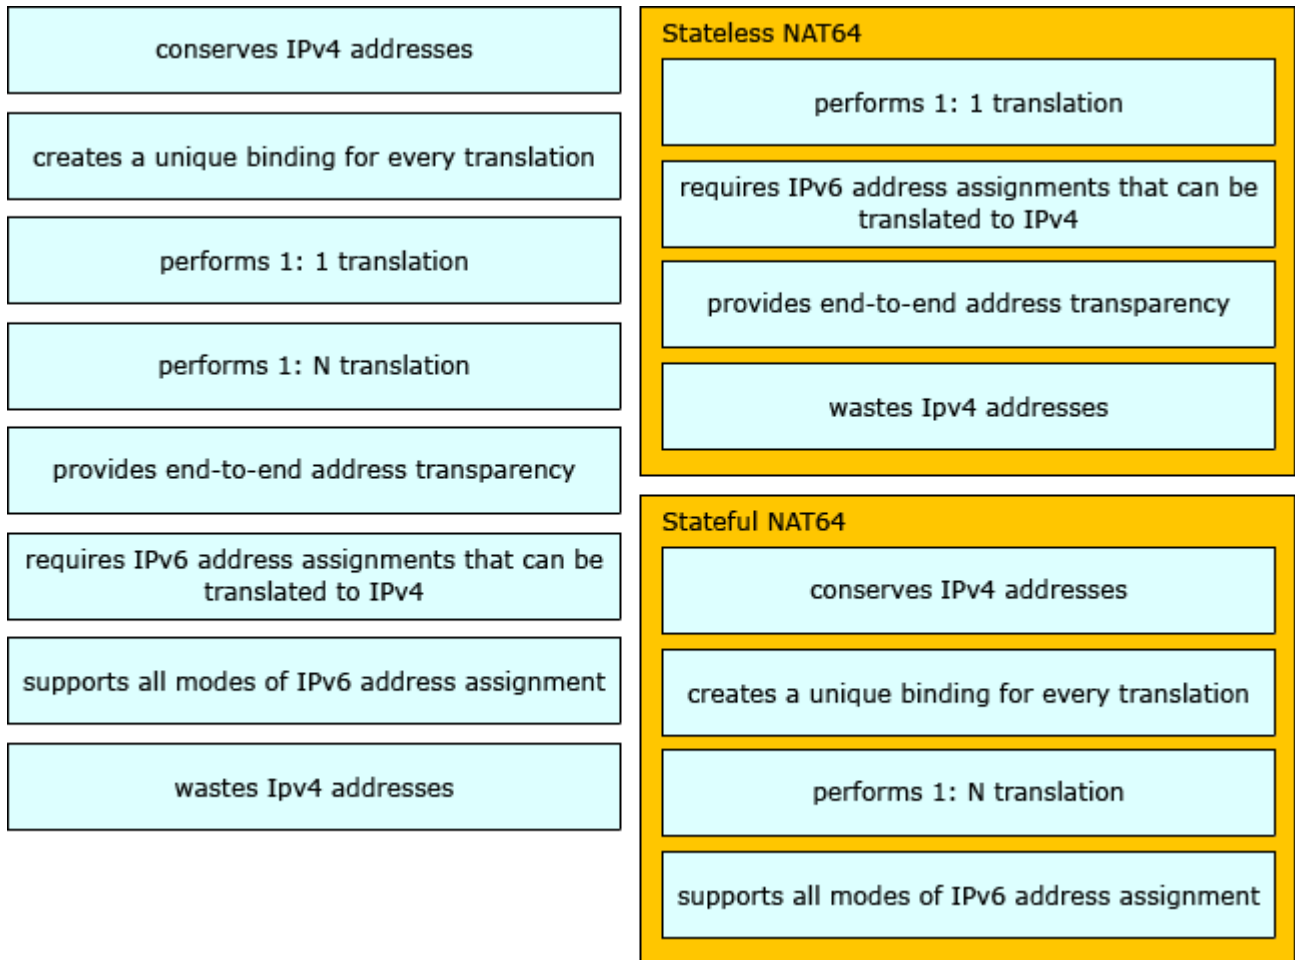 conserves IPv4 addresses
creates a unique binding for every translation
performs 1: 1 translation
performs 1: N translation
provides end-to-end address transparency
requires IPv6 address assignments that can be
translated to IPv4
supports all modes of IPv6 address assignment
wastes Ipv4 addresses
Stateless NAT64
performs 1: 1 translation
requires IPv6 address assignments that can be
translated to IPv4
provides end-to-end address transparency
wastes Ipv4 addresses
Stateful NAT64
conserves IPv4 addresses
creates a unique binding for every translation
performs 1: N translation
supports all modes of IPv6 address assignment